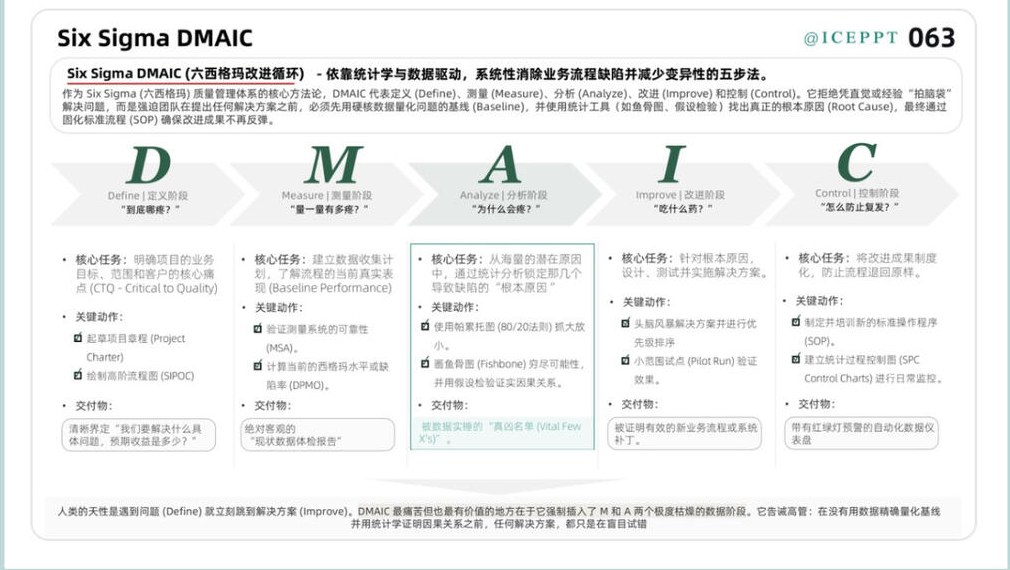 Six Sigma DMAIC
@ICEPPT 063
Six Sigma DMAIC (六西格玛改进循环) - 依靠统计学与数据驱动，系统性消除业务流程缺陷并减少变异性的五步法。
作为 Six Sigma (六西格玛) 质量管理体系的核心方法论，DMAIC 代表定义 (Define)、测量 (Measure)、分析 (Analyze)、改进 (Improve) 和控制 (Control)。它拒绝凭直觉或经验“拍脑袋”
解决问题，而是强迫团队在提出任何解决方案之前，必须先用硬核数据量化问题的基线 (Baseline)，并使用统计工具（如鱼骨图、假设检验）找出真正的根本原因 (Root Cause)，最终通过
固化标准流程 (SOP) 确保改进成果不再反弹。
D
Define|定义阶段
“到底哪疼？”
M
Measure|测量阶段
“量一量有多疼？”
A
Analyze|分析阶段
“为什么会疼？”
I
Improve|改进阶段
“吃什么药？”
C
Control|控制阶段
“怎么防止复发？”
• 核心任务：明确项目的业务
目标、范围和客户的核心痛
点 (CTQ - Critical to Quality)
• 关键动作：
起草项目章程 (Project
Charter)
绘制高阶流程图 (SIPOC)
• 交付物：
清晰界定“我们要解决什么具
体问题，预期收益是多少？”
• 核心任务：建立数据收集计
划，了解流程的当前真实表
现 (Baseline Performance)
• 关键动作：
验证测量系统的可靠性
(MSA)。
计算当前的西格玛水平或缺
陷率 (DPMO)。
• 交付物：
绝对客观的
“现状数据体检报告”
• 核心任务：从海量的潜在原因
中，通过统计分析锁定那几个
导致缺陷的“根本原因”
• 关键动作：
使用帕累托图 (80/20法则) 抓大放
小。
画鱼骨图 (Fishbone) 穷尽可能性，
并用假设检验证实因果关系。
• 交付物：
被数据实锤的“真凶名单 (Vital Few
X's)”。
• 核心任务：针对根本原因，
设计、测试并实施解决方案。
• 关键动作：
头脑风暴解决方案并进行优
先级排序
小范围试点 (Pilot Run) 验证
效果。
• 交付物：
被证明有效的新业务流程或系统
补丁。
• 核心任务：将改进成果制度
化，防止流程退回原样。
• 关键动作：
制定并培训新的标准操作程序
(SOP)。
建立统计过程控制图 (SPC
Control Charts) 进行日常监控。
• 交付物：
带有红绿灯预警的自动化数据仪
表盘
人类的天性是遇到问题 (Define) 就立刻跳到解决方案 (Improve)。DMAIC 最痛苦但也最有价值的地方在于它强制插入了 M 和 A 两个极度枯燥的数据阶段。它告诫高管：在没有用数据精确量化基线
并用统计学证明因果关系之前，任何解决方案，都只是在盲目试错